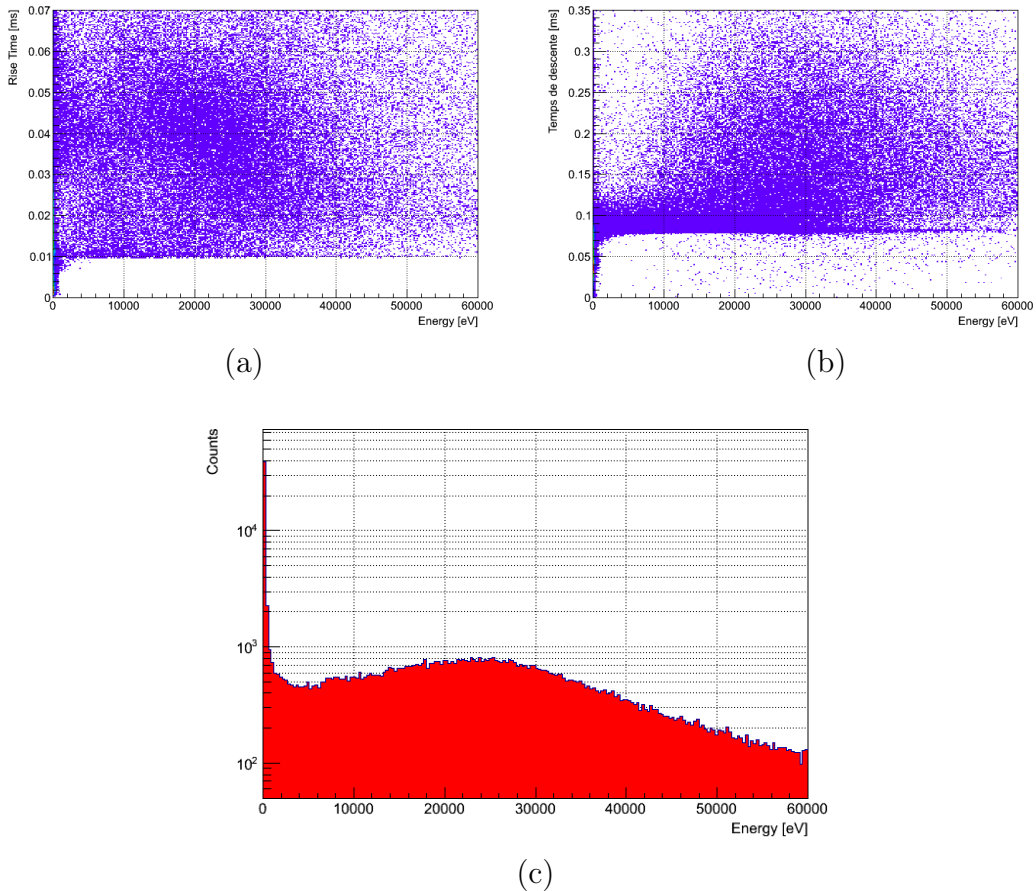 Rise Time [ms]
0.07
0.06
0.05
0.04
0.03
0.02
0.01
0
0 10000 20000 30000 40000 50000 60000
Energy [eV]
(a)
Temps de descente [ms]
0.35
0.3
0.25
0.2
0.15
0.1
0.05
0
0 10000 20000 30000 40000 50000 60000
Energy [eV]
(b)
Counts
10⁴
10³
10²
0 10000 20000 30000 40000 50000 60000
Energy [eV]
(c)